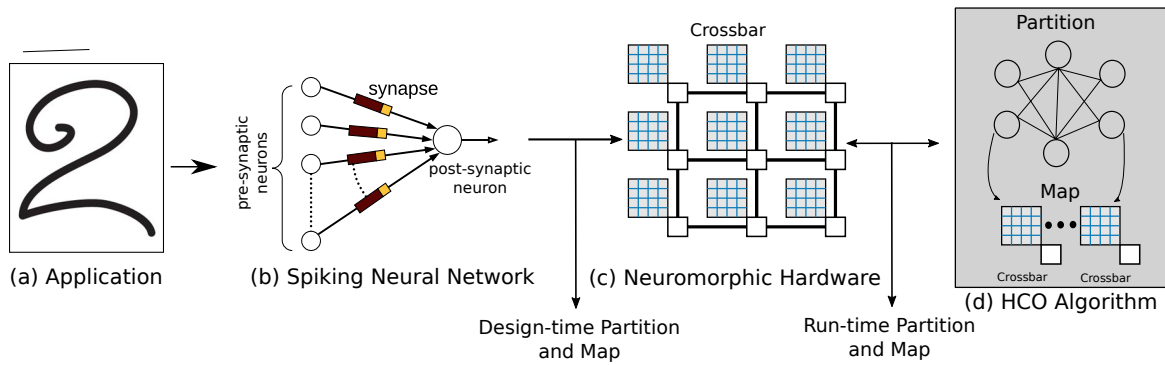 (a) Application
2
pre-synaptic
neurons
synapse
post-synaptic
neuron
(b) Spiking Neural Network
Design-time Partition
and Map
Crossbar
(c) Neuromorphic Hardware
Run-time Partition
and Map
Partition
Map
Crossbar
Crossbar
(d) HCO Algorithm